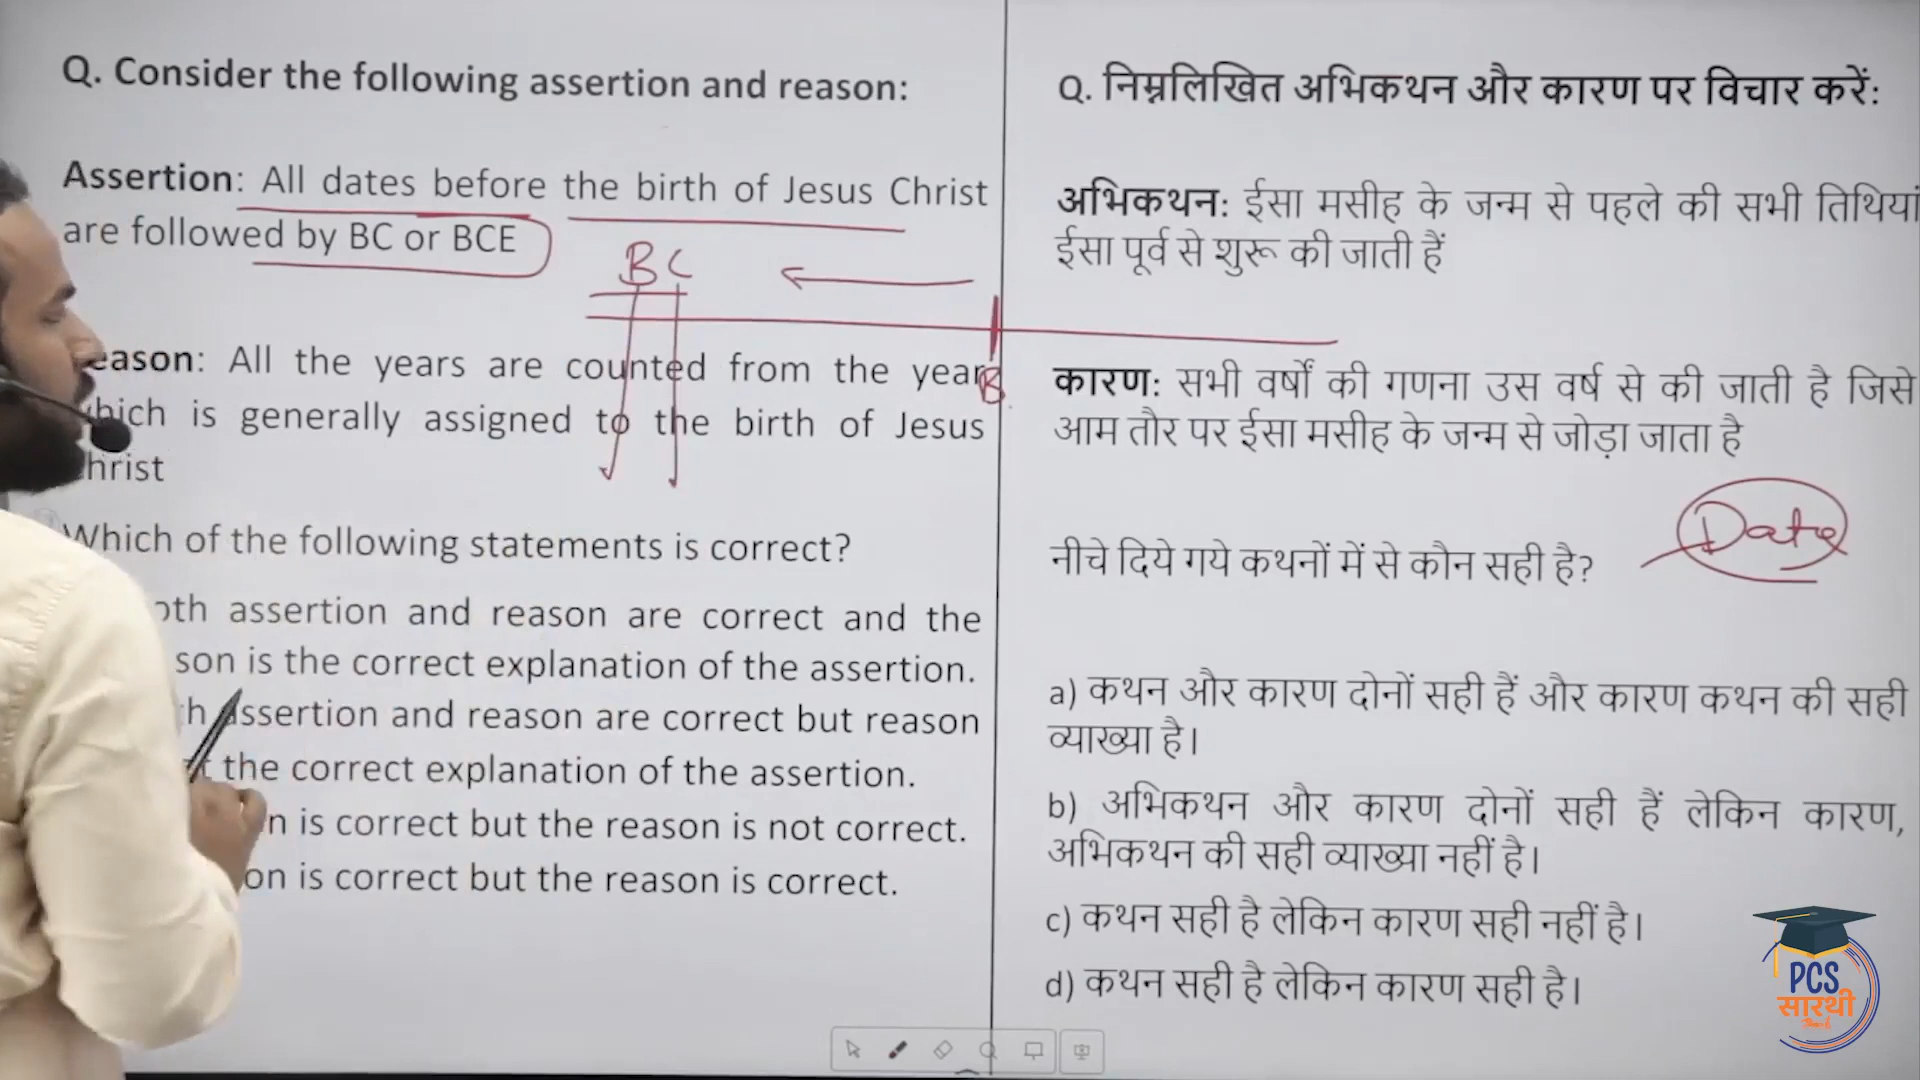 Q. Consider the following assertion and reason:
Assertion: All dates before the birth of Jesus Christ
are followed by BC or BCE
BC
eason: All the years are counted from the year
B
hich is generally assigned to the birth of Jesus
hrist
Which of the following statements is correct?
oth assertion and reason are correct and the
son is the correct explanation of the assertion.
h assertion and reason are correct but reason
t the correct explanation of the assertion.
n is correct but the reason is not correct.
on is correct but the reason is correct.
Q. निम्नलिखित अभिकथन और कारण पर विचार करें:
अभिकथन: ईसा मसीह के जन्म से पहले की सभी तिथियां
ईसा पूर्व से शुरू की जाती हैं
कारण: सभी वर्षों की गणना उस वर्ष से की जाती है जिसे
आम तौर पर ईसा मसीह के जन्म से जोड़ा जाता है
Date
नीचे दिये गये कथनों में से कौन सही है?
a) कथन और कारण दोनों सही हैं और कारण कथन की सही
व्याख्या है।
b) अभिकथन और कारण दोनों सही हैं लेकिन कारण,
अभिकथन की सही व्याख्या नहीं है।
c) कथन सही है लेकिन कारण सही नहीं है।
d) कथन सही है लेकिन कारण सही है।
PCS
सारथी